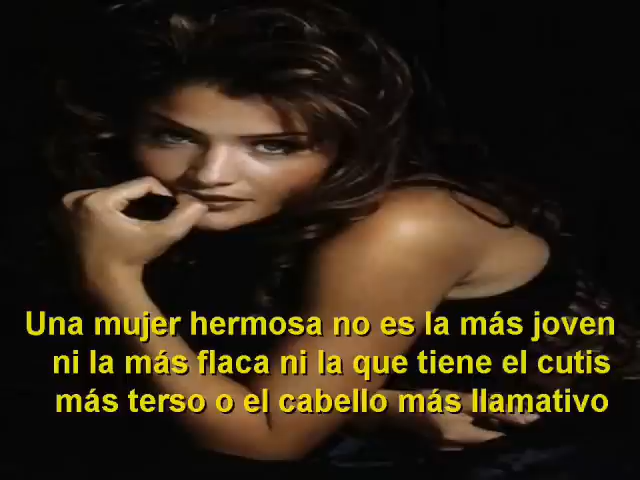 Una mujer hermosa no es la más joven
ni la más flaca ni la que tiene el cutis
más terso o el cabello más llamativo